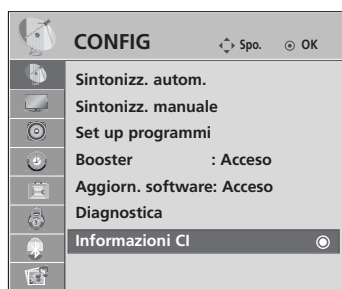 CONFIG Spo. OK
Sintonizz. autom.
Sintonizz. manuale
Set up programmi
Booster : Acceso
Aggiorn. software: Acceso
Diagnostica
Informazioni CI